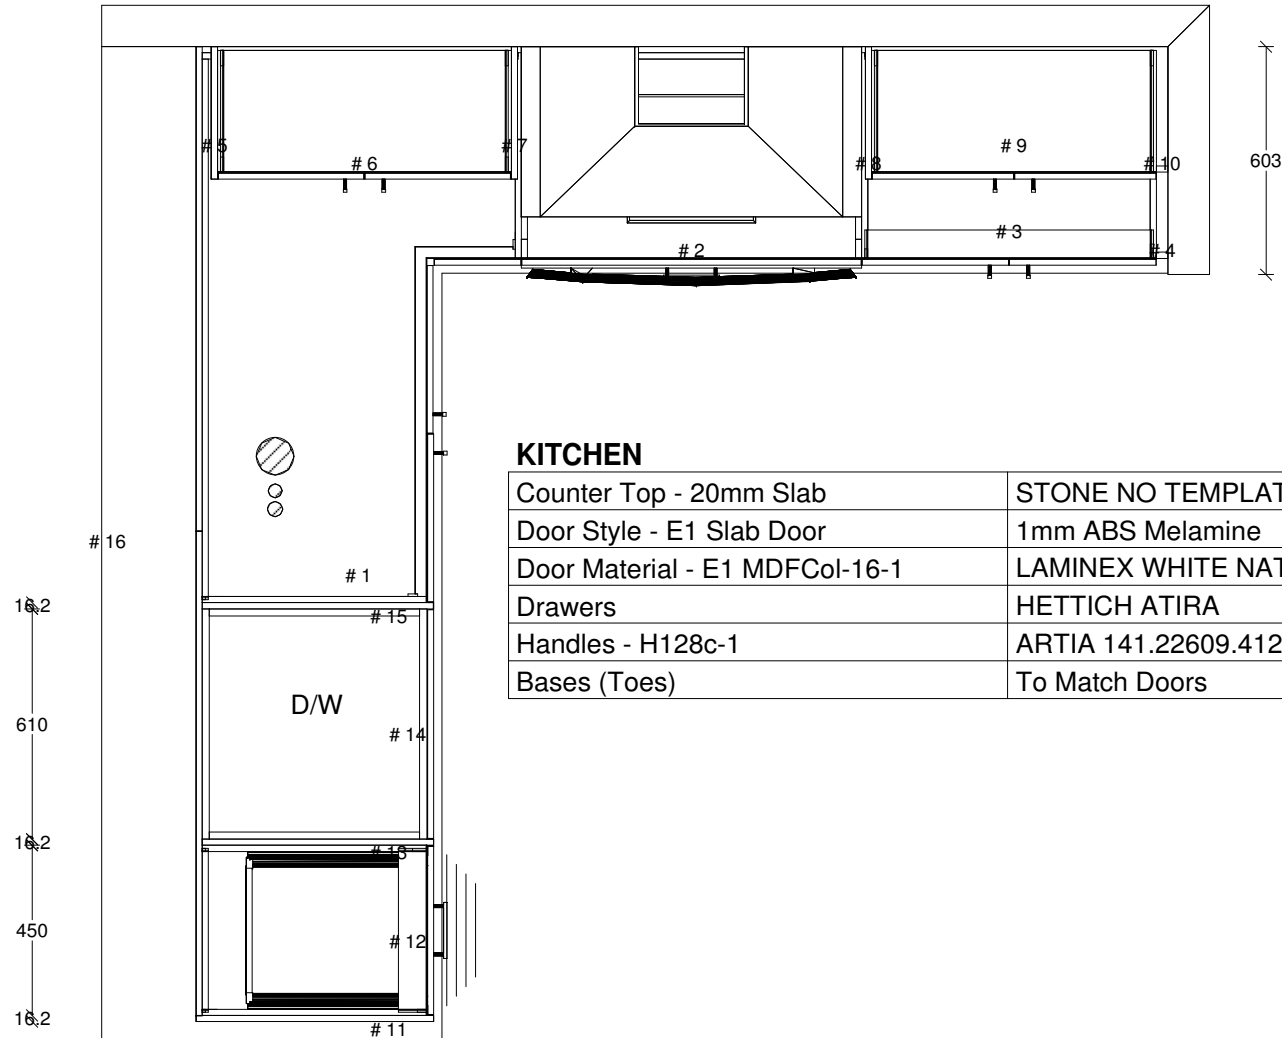 # 5
# 6
# 7
# 8
# 9
# 10
603
# 3
# 2
# 4
KITCHEN
Counter Top - 20mm Slab STONE NO TEMPLAT
Door Style - E1 Slab Door 1mm ABS Melamine
Door Material - E1 MDFCol-16-1 LAMINEX WHITE NAT
Drawers HETTICH ATIRA
Handles - H128c-1 ARTIA 141.22609.412
Bases (Toes) To Match Doors
# 16
# 1
16.2
# 15
D/W
610
# 14
16.2
# 13
450
# 12
16.2
# 11